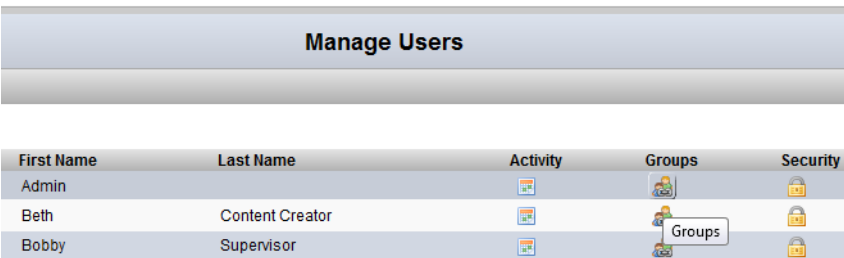 Manage Users
First Name Last Name Activity Groups Security
Admin
Beth Content Creator
Groups
Bobby Supervisor